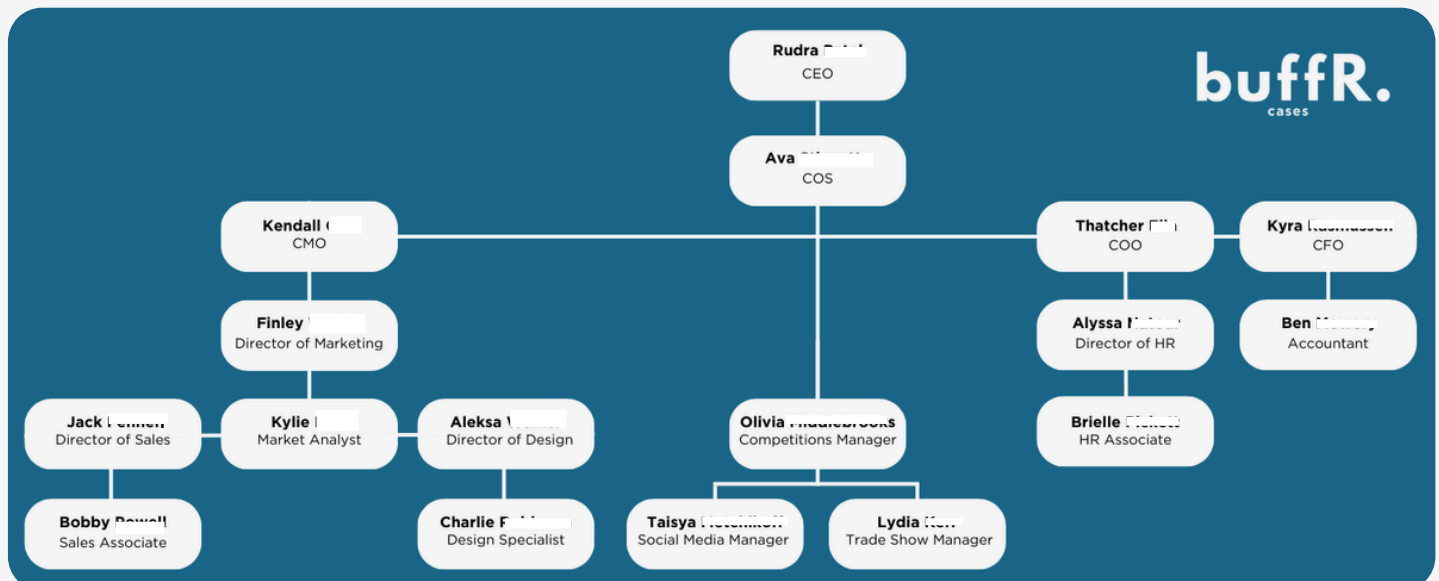 Rudra
CEO
buffR.
cases
Ava
COS
Kendall
CMO
Thatcher
COO
Kyra
CFO
Finley
Director of Marketing
Alyssa
Director of HR
Ben
Accountant
Jack
Director of Sales
Kylie
Market Analyst
Aleksa
Director of Design
Olivia
Competitions Manager
Brielle
HR Associate
Bobby
Sales Associate
Charlie
Design Specialist
Taisya
Social Media Manager
Lydia
Trade Show Manager